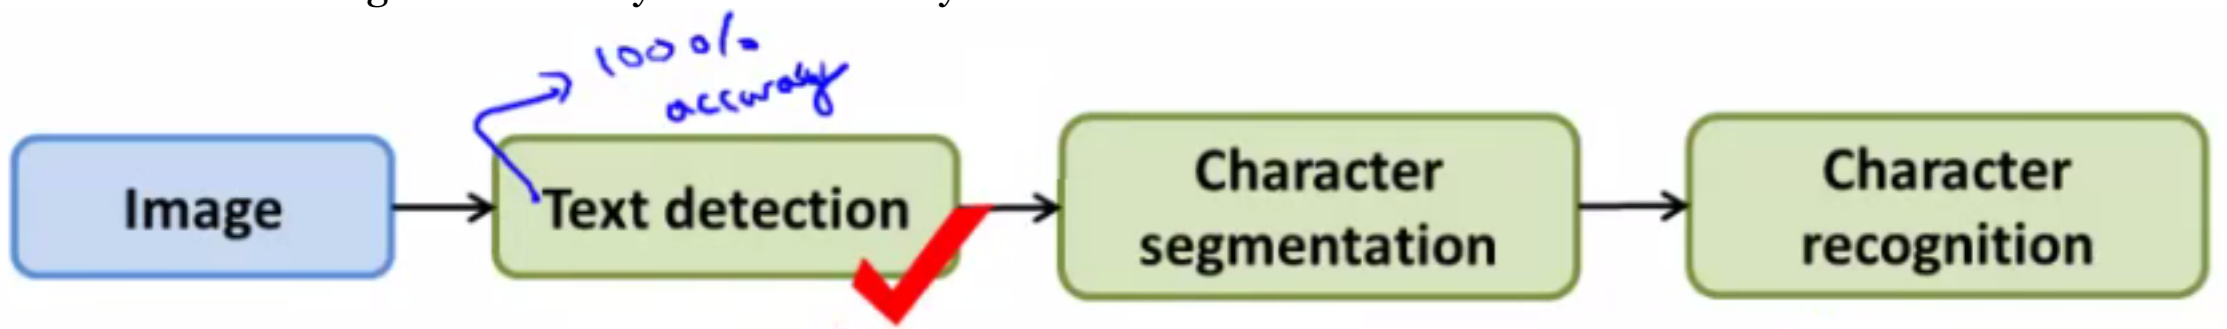 100%
accuracy
Image
Text detection
Character
segmentation
Character
recognition